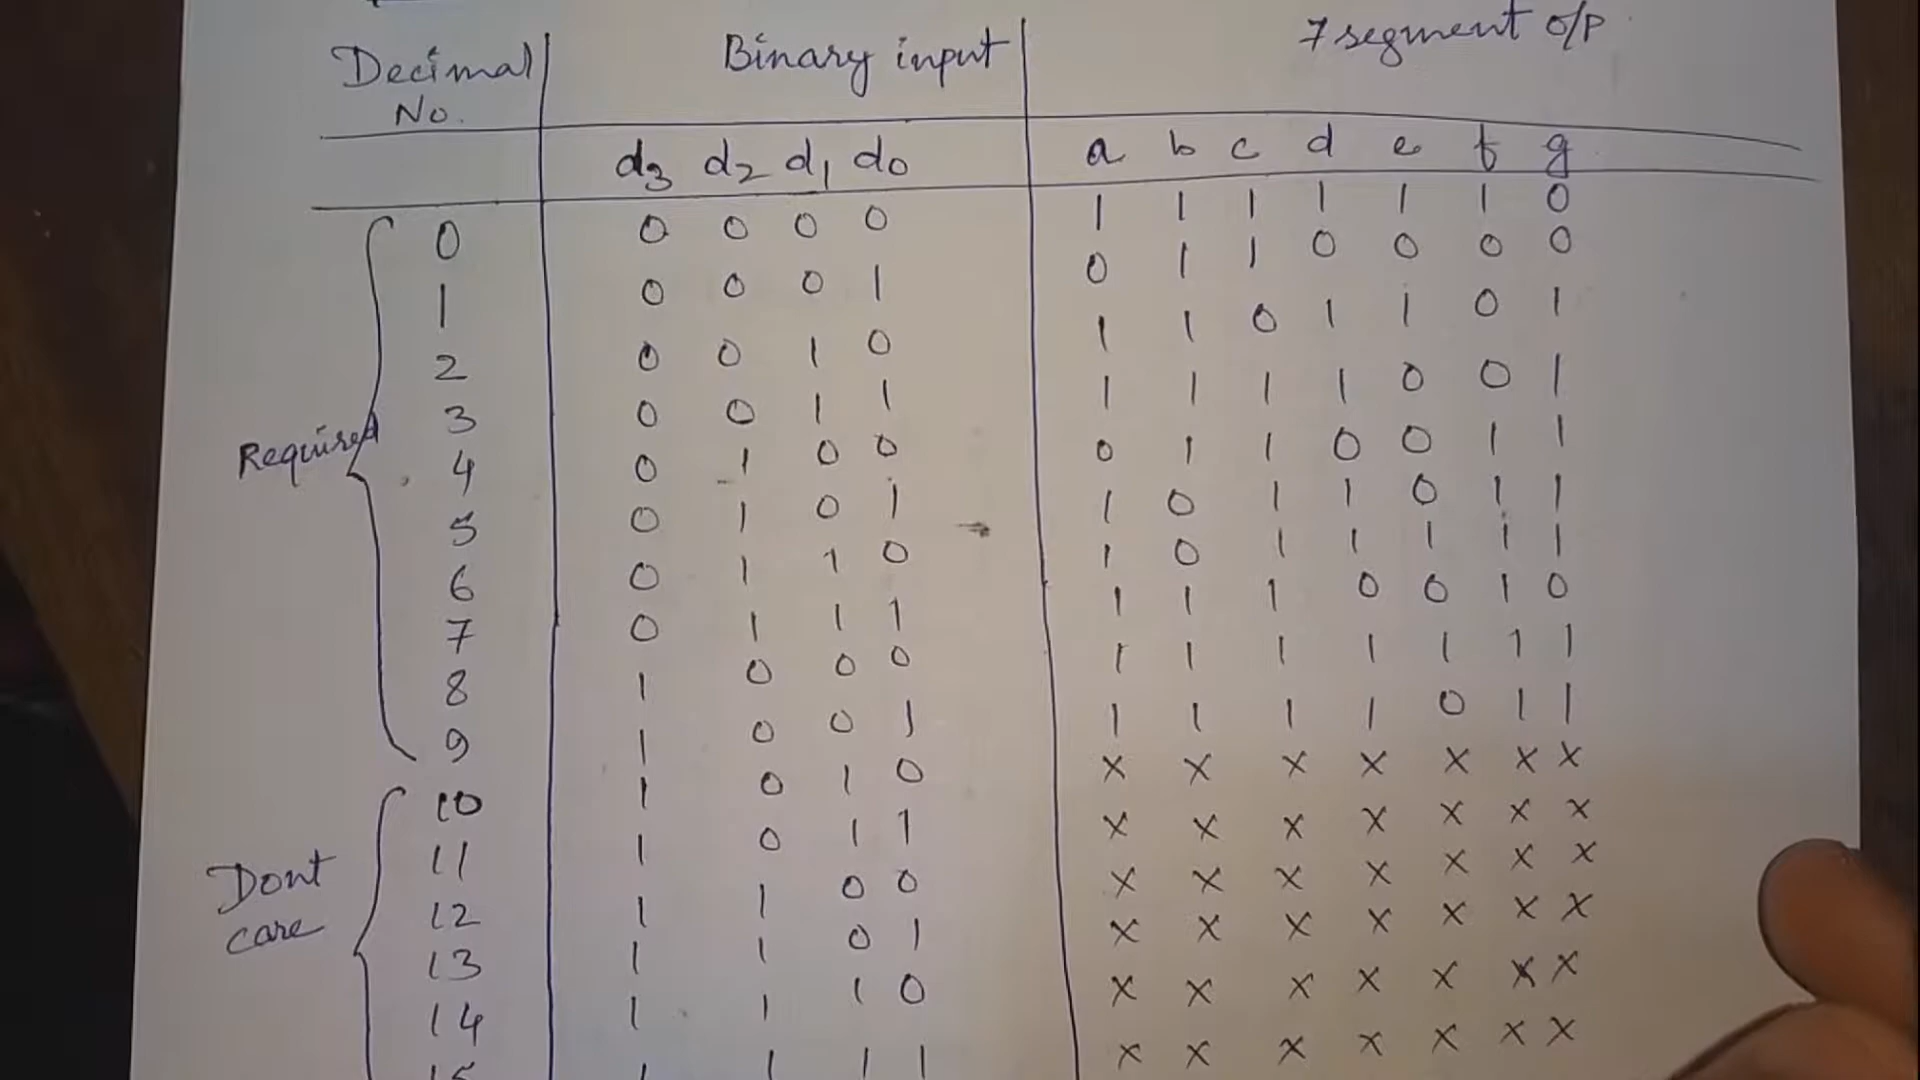 Decimal No. Binary input 7 segment o/p
d3 d2 d1 d0 a b c d e f g
0 0 0 0 0 1 1 1 1 1 1 0
1 0 0 0 1 0 1 1 0 0 0 0
2 0 0 1 0 1 1 0 1 1 0 1
3 0 0 1 1 1 1 1 1 0 0 1
Required 4 0 1 0 0 0 1 1 0 0 1 1
5 0 1 0 1 1 0 1 1 0 1 1
6 0 1 1 0 1 0 1 1 1 1 1
7 0 1 1 1 1 1 1 0 0 1 0
8 1 0 0 0 1 1 1 1 1 1 1
9 1 0 0 1 1 1 1 1 0 1 1
10 1 0 1 0 x x x x x x x
11 1 0 1 1 x x x x x x x
Dont care 12 1 1 0 0 x x x x x x x
13 1 1 0 1 x x x x x x x
14 1 1 1 0 x x x x x x x
15 1 1 1 1 x x x x x x x